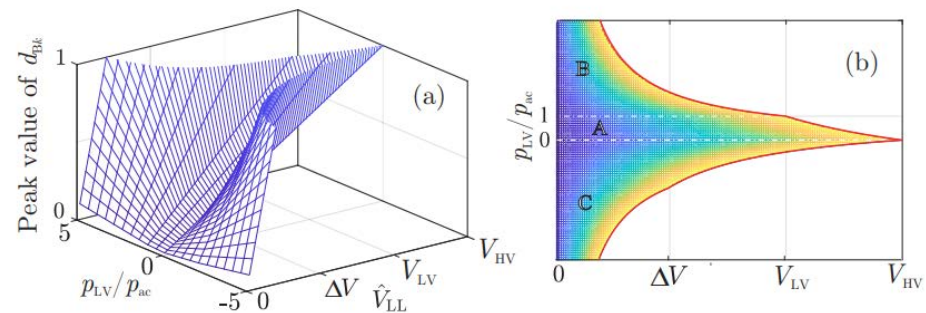 Peak value of d_Bk
1
0
5
0
-5
p_LV/p_ac
0
ΔV
V̂_LL
V_LV
V_HV
(a)
(b)
B
A
C
p_LV/p_ac
1
0
0
ΔV
V_LV
V_HV